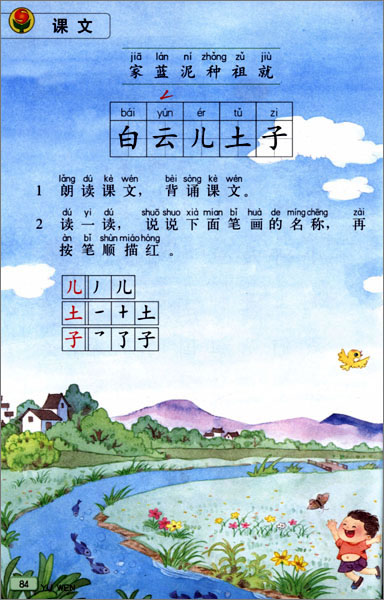 课文
jiā lán ní zhǒng zǔ jiù
家 蓝 泥 种 祖 就
bái yún ér tǔ zǐ
白 云 儿 土 子
lǎng dú kè wén bèi sòng kè wén
1 朗读课文，背诵课文。
dú yi dú shuō shuo xià mian bǐ huà de míng chēng zài
2 读一读，说说下面笔画的名称，再
àn bǐ shùn miáo hóng
按笔顺描红。
儿 丿 儿
土 一 十 土
子 ㇇ 了 子
84
YU WEN